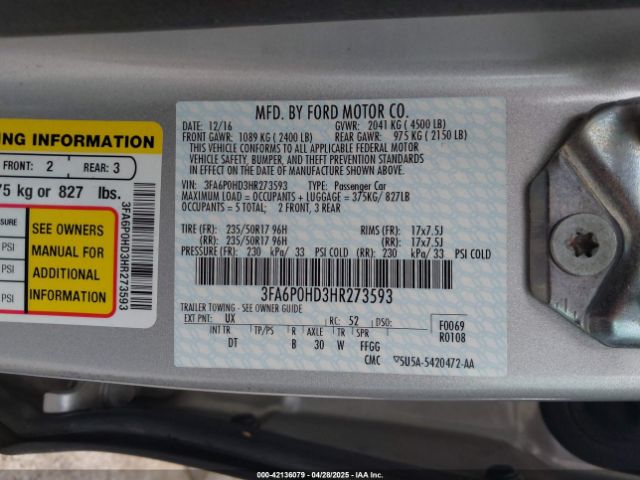 NG INFORMATION
FRONT: 2 REAR: 3
75 kg or 827 lbs.
SSURE
PSI
PSI
PSI
SEE OWNERS
MANUAL FOR
ADDITIONAL
INFORMATION
3FA6P0HD3HR273593
MFD. BY FORD MOTOR CO.
DATE: 12/16 GVWR: 2041 KG ( 4500 LB)
FRONT GAWR: 1089 KG ( 2400 LB) REAR GAWR: 975 KG ( 2150 LB)
THIS VEHICLE CONFORMS TO ALL APPLICABLE FEDERAL MOTOR
VEHICLE SAFETY, BUMPER, AND THEFT PREVENTION STANDARDS IN
EFFECT ON THE DATE OF MANUFACTURE SHOWN ABOVE.
VIN: 3FA6P0HD3HR273593 TYPE: Passenger Car
MAXIMUM LOAD = OCCUPANTS + LUGGAGE = 375KG/ 827LB
OCCUPANTS = 5 TOTAL; 2 FRONT, 3 REAR
TIRE (FR): 235/50R17 96H RIMS (FR): 17x7.5J
(RR): 235/50R17 96H (RR): 17x7.5J
PRESSURE (FR): 230 kPa/ 33 PSI COLD (RR): 230 kPa/ 33 PSI COLD
3FA6P0HD3HR273593
TRAILER TOWING - SEE OWNER GUIDE
EXT PNT: UX RC: 52 DSO: F0069
INT TR TP/PS R AXLE TR SPR R0108
DT B 30 W FFGG
CMC 5U5A-5420472-AA
000-42136079 04/28/2025 IAA Inc.